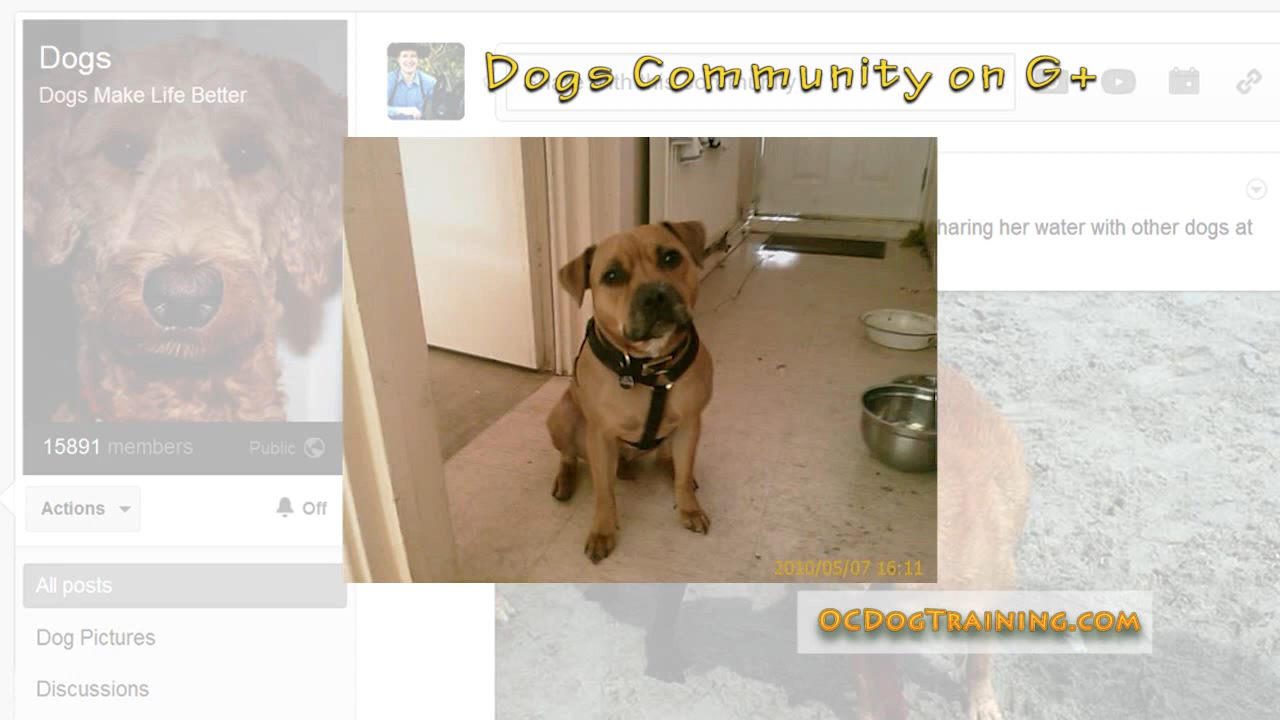 Dogs
Dogs Make Life Better
Dogs Community on G+
haring her water with other dogs at
15891 members
Public
Actions
Off
All posts
Dog Pictures
Discussions
2010/05/07 16:11
OCDogTraining.com